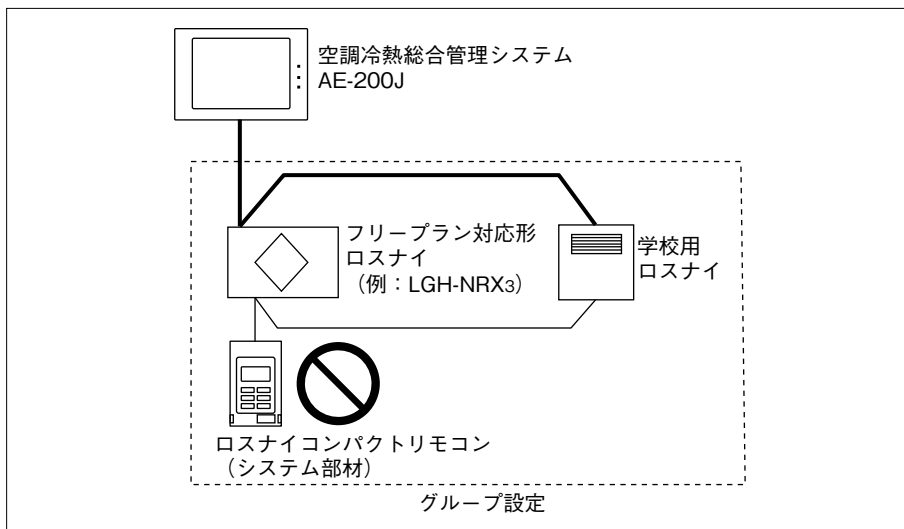 空調冷熱総合管理システム
AE-200J
フリープラン対応形
ロスナイ
（例：LGH-NRX3）
学校用
ロスナイ
ロスナイコンパクトリモコン
（システム部材）
グループ設定